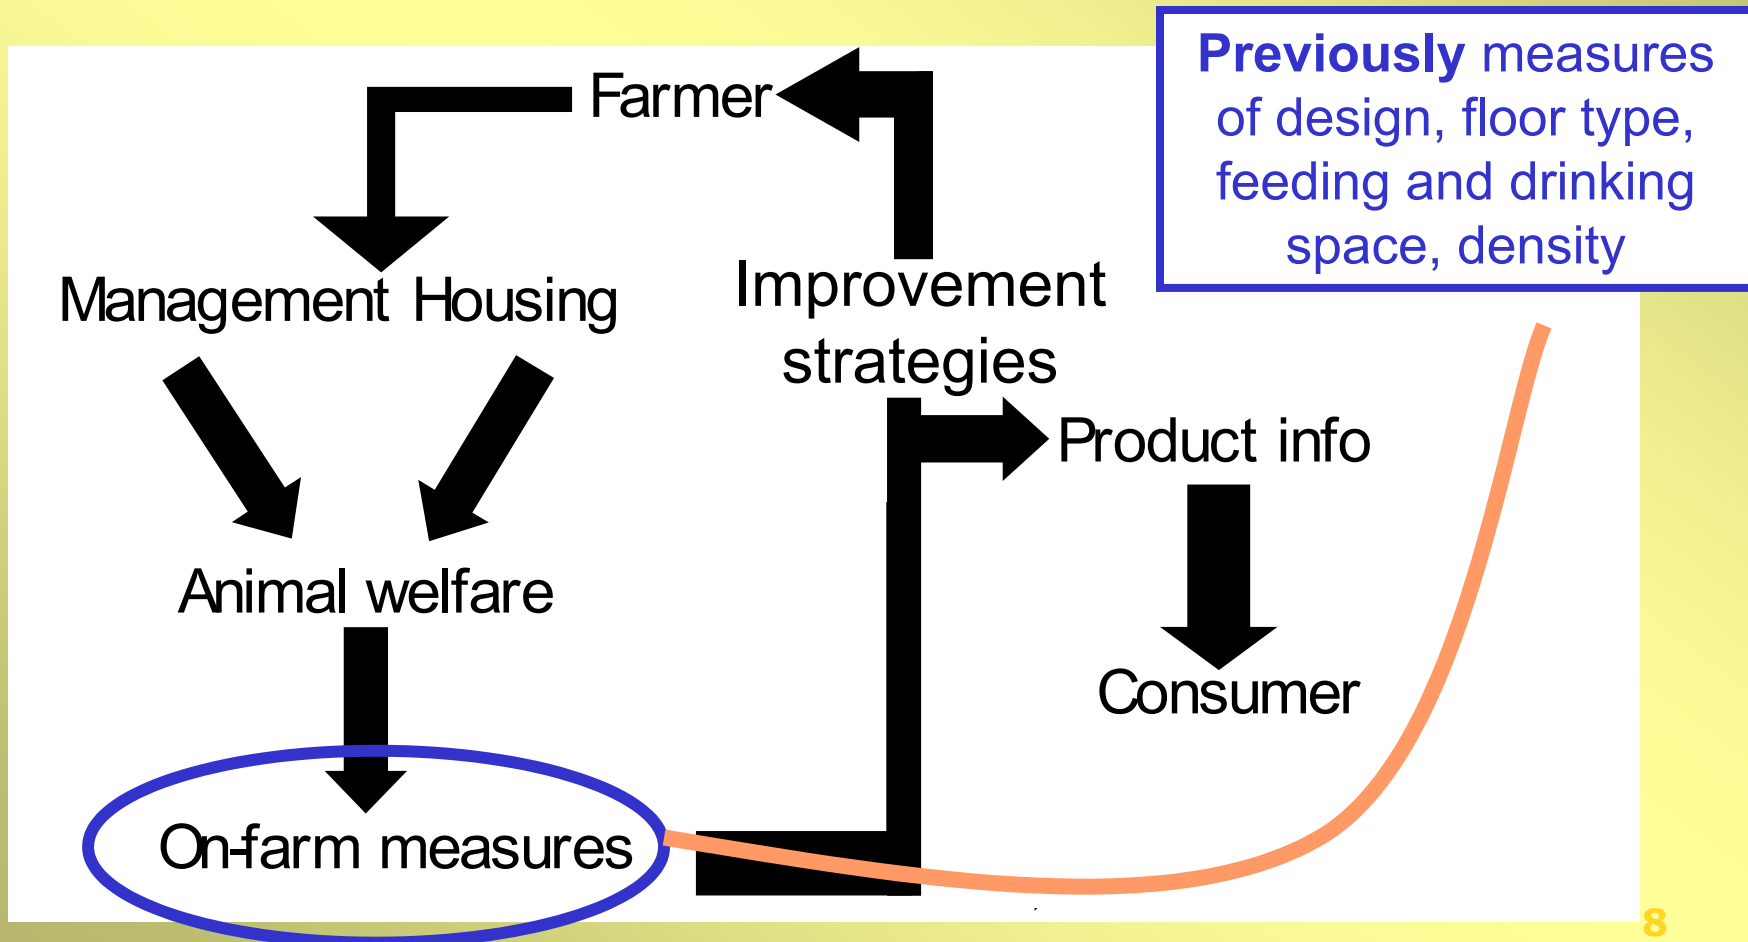 Previously measures
of design, floor type,
feeding and drinking
space, density
Farmer
Management Housing
Improvement
strategies
Product info
Animal welfare
Consumer
On-farm measures
8